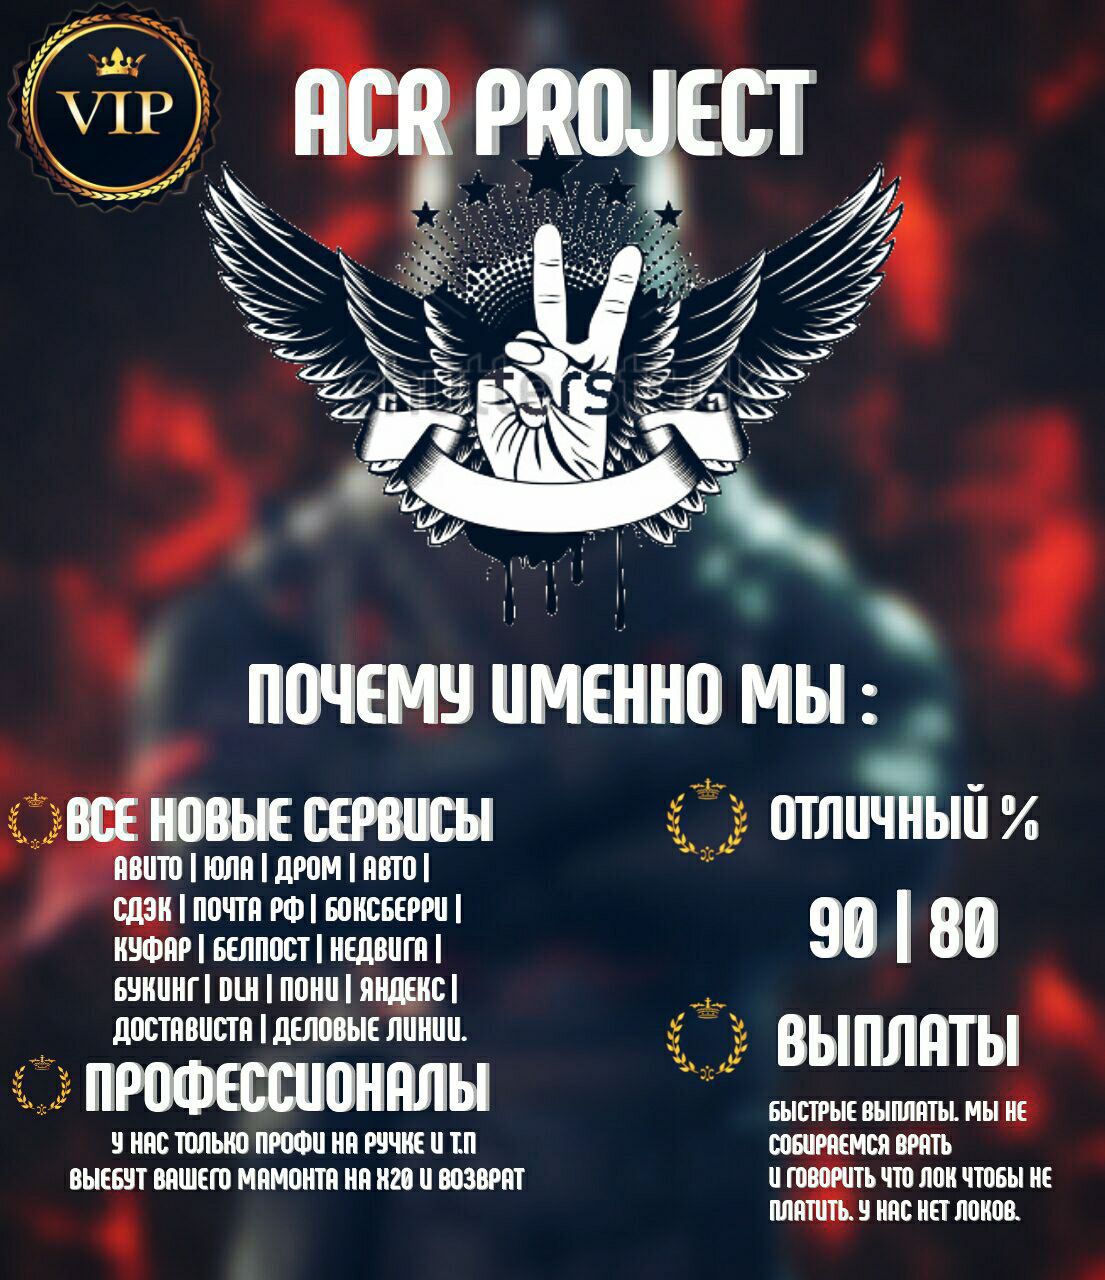 VIP
ACR PROJECT
shutterstock
ПОЧЕМУ ИМЕННО МЫ :
ВСЕ НОВЫЕ СЕРВИСЫ
АВИТО | ЮЛА | ДРОМ | АВТО |
СДЭК | ПОЧТА РФ | БОКСБЕРРИ |
КУФАР | БЕЛПОСТ | НЕДВИГА |
БУКИНГ | DLH | ПОНИ | ЯНДЕКС |
ДОСТАВИСТА | ДЕЛОВЫЕ ЛИНИИ.
ПРОФЕССИОНАЛЫ
У НАС ТОЛЬКО ПРОФИ НА РУЧКЕ И Т.П
ВЫЕБУТ ВАШЕГО МАМОНТА НА Х20 И ВОЗВРАТ
ОТЛИЧНЫЙ %
90 | 80
ВЫПЛАТЫ
БЫСТРЫЕ ВЫПЛАТЫ. МЫ НЕ
СОБИРАЕМСЯ ВРАТЬ
И ГОВОРИТЬ ЧТО ЛОК ЧТОБЫ НЕ
ПЛАТИТЬ. У НАС НЕТ ЛОКОВ.